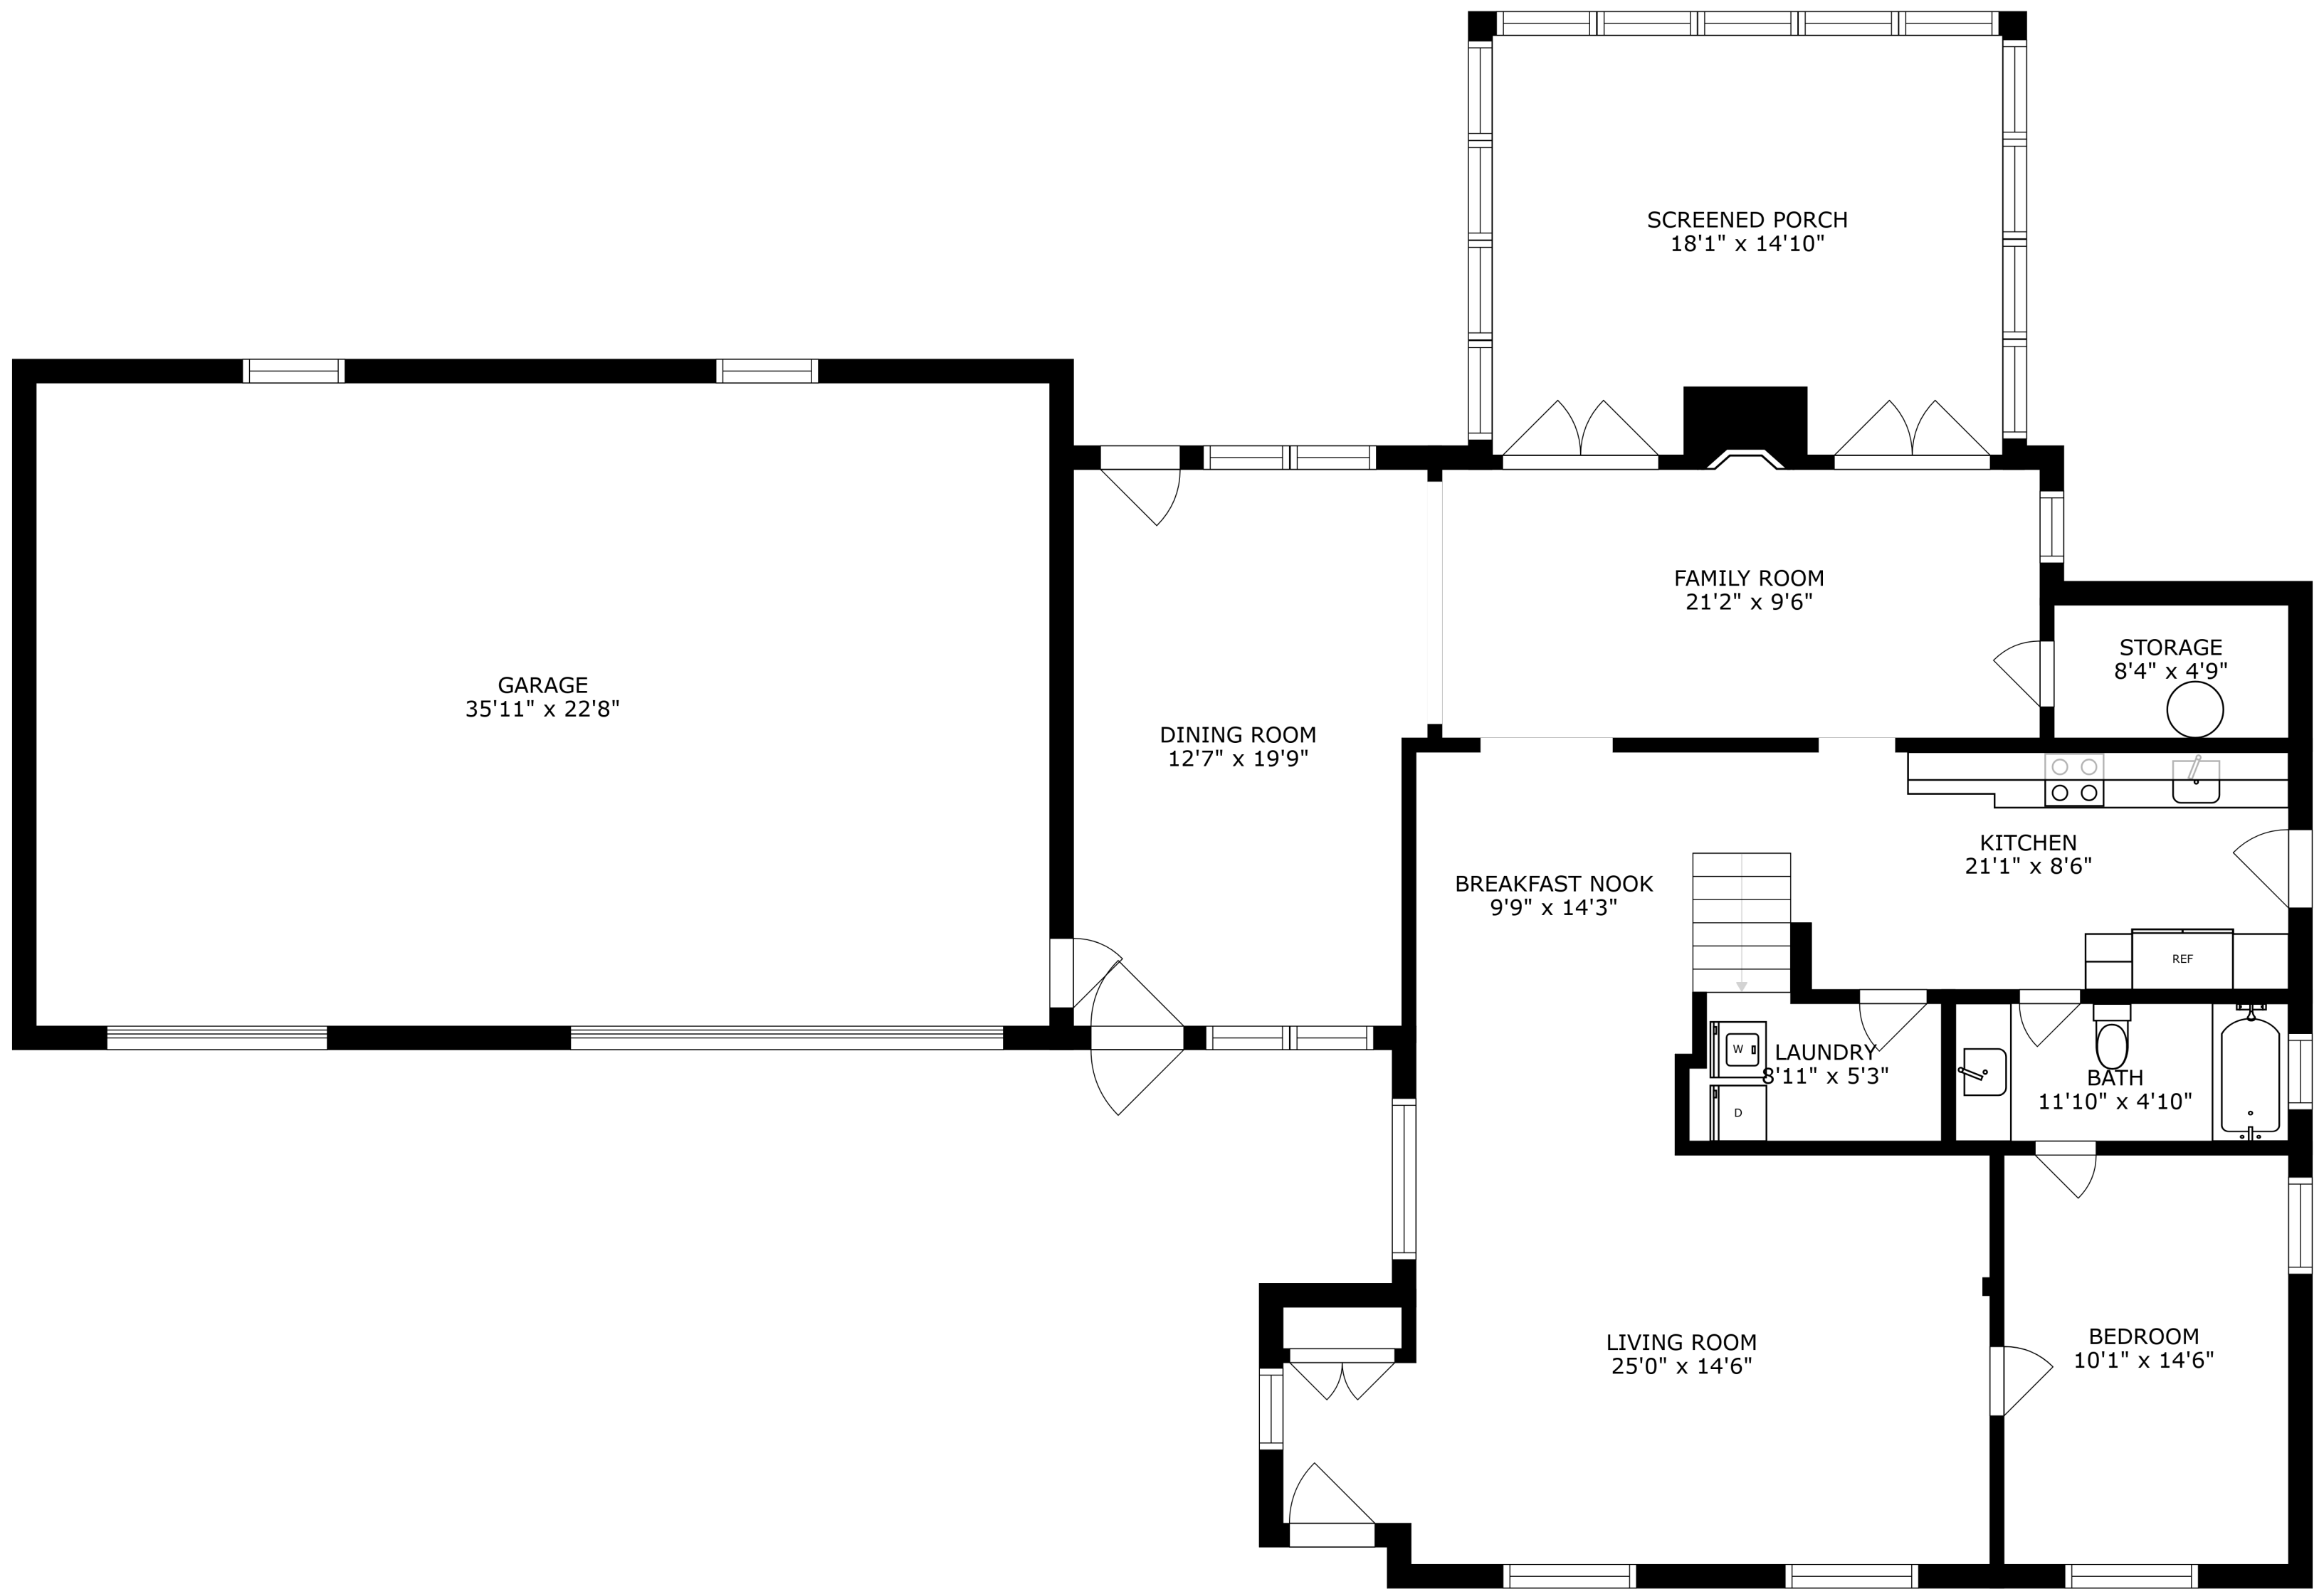 SCREENED PORCH
18'1" x 14'10"
FAMILY ROOM
21'2" x 9'6"
STORAGE
8'4" x 4'9"
GARAGE
35'11" x 22'8"
DINING ROOM
12'7" x 19'9"
KITCHEN
21'1" x 8'6"
BREAKFAST NOOK
9'9" x 14'3"
REF
W
LAUNDRY
8'11" x 5'3"
D
BATH
11'10" x 4'10"
LIVING ROOM
25'0" x 14'6"
BEDROOM
10'1" x 14'6"